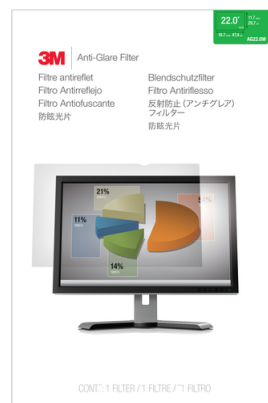 22.0"
AG22.0W
3M Anti-Glare Filter
Filtre antireflet
Filtro Antirreflejo
Filtro Antiofuscante
防眩光片
Blendschutzfilter
Filtro Antiriflesso
反射防止（アンチグレア）
フィルター
防眩光片
21%
11%
14%
CONT.: 1 FILTER / 1 FILTRE / 1 FILTRO